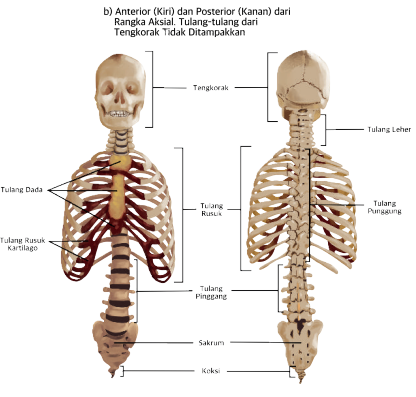 b) Anterior (Kiri) dan Posterior (Kanan) dari
Rangka Aksial. Tulang-tulang dari
Tengkorak Tidak Ditampakkan
Tengkorak
Tulang Leher
Tulang Dada
Tulang
Rusuk
Tulang
Punggung
Tulang Rusuk
Kartilago
Tulang
Pinggang
Sakrum
Koksi